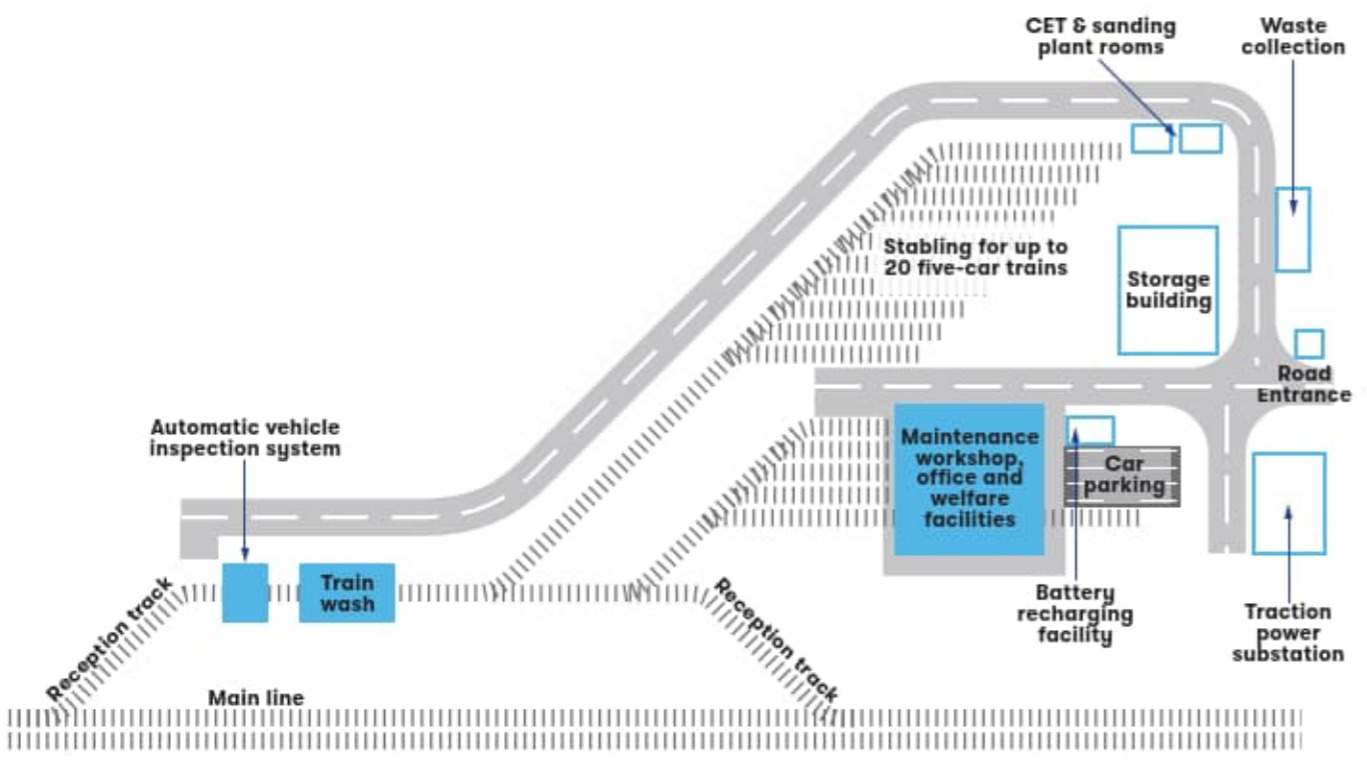 CET & sanding
plant rooms
Waste
collection
Stabling for up to
20 five-car trains
Storage
building
Road
Entrance
Automatic vehicle
inspection system
Maintenance
workshop,
office and
welfare
facilities
Car
parking
Train
wash
Reception track
Reception track
Battery
recharging
facility
Traction
power
substation
Main line